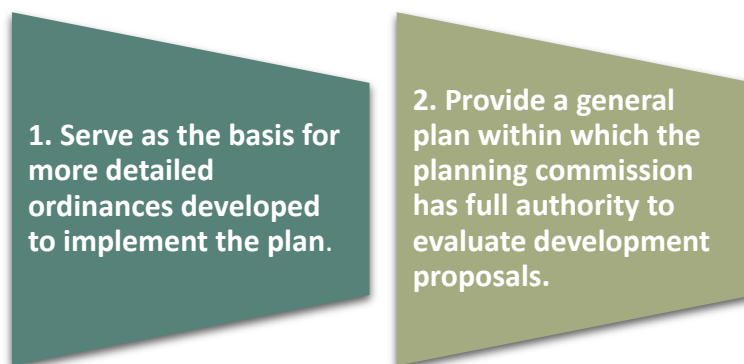 1. Serve as the basis for
more detailed
ordinances developed
to implement the plan.
2. Provide a general
plan within which the
planning commission
has full authority to
evaluate development
proposals.